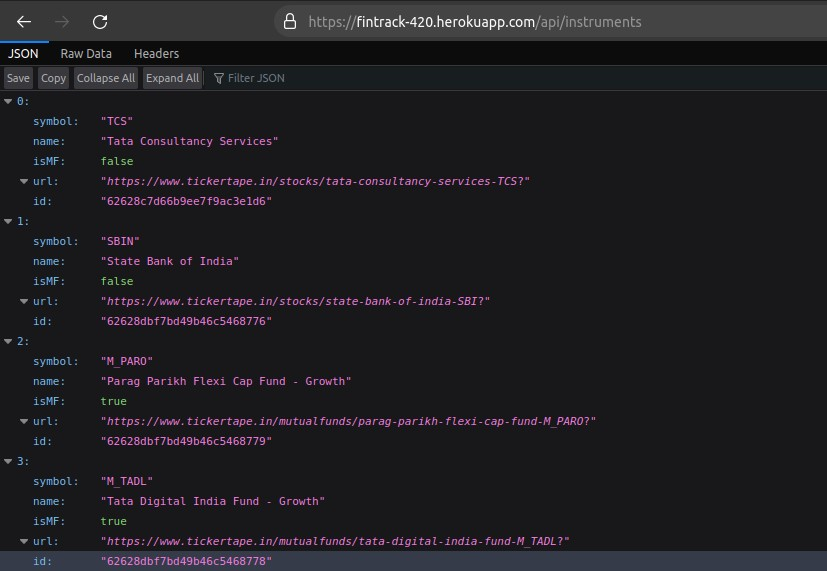 https://fintrack-420.herokuapp.com/api/instruments
JSON Raw Data Headers
Save Copy Collapse All Expand All Filter JSON
0:
symbol: "TCS"
name: "Tata Consultancy Services"
isMF: false
url: "https://www.tickertape.in/stocks/tata-consultancy-services-TCS?"
id: "62628c7d66b9ee7f9ac3e1d6"
1:
symbol: "SBIN"
name: "State Bank of India"
isMF: false
url: "https://www.tickertape.in/stocks/state-bank-of-india-SBI?"
id: "62628dbf7bd49b46c5468776"
2:
symbol: "M_PARO"
name: "Parag Parikh Flexi Cap Fund - Growth"
isMF: true
url: "https://www.tickertape.in/mutualfunds/parag-parikh-flexi-cap-fund-M_PARO?"
id: "62628dbf7bd49b46c5468779"
3:
symbol: "M_TADL"
name: "Tata Digital India Fund - Growth"
isMF: true
url: "https://www.tickertape.in/mutualfunds/tata-digital-india-fund-M_TADL?"
id: "62628dbf7bd49b46c5468778"